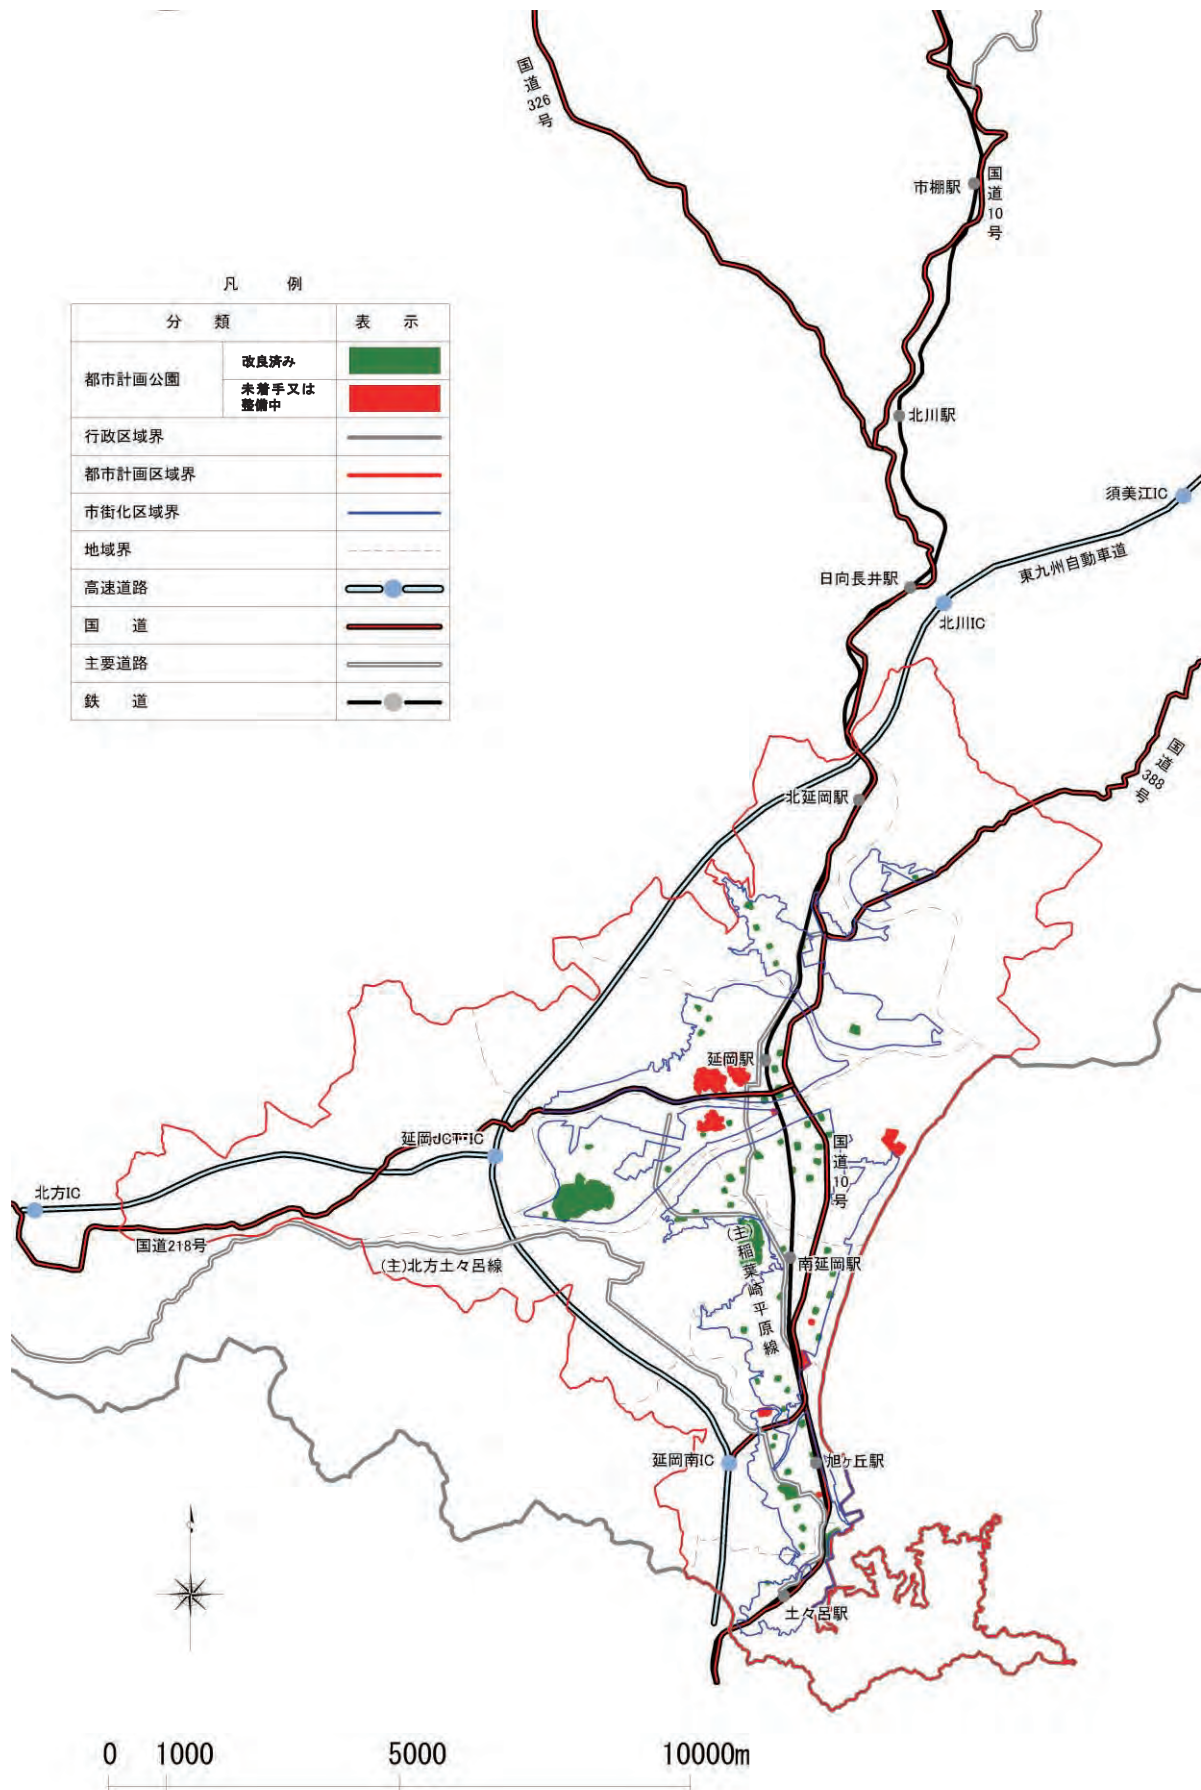 国道326号
市棚駅
国道10号
凡　例
分　類　表　示
都市計画公園
改良済み
未着手又は
整備中
行政区域界
都市計画区域界
市街化区域界
地域界
高速道路
国　道
主要道路
鉄　道
北川駅
須美江IC
東九州自動車道
日向長井駅
北川IC
国道388号
北延岡駅
延岡駅
延岡JCT・IC
国道10号
北方IC
国道218号
(主)北方土々呂線
(主)稲葉崎平原線
南延岡駅
延岡南IC
旭ヶ丘駅
土々呂駅
0　1000　5000　10000m